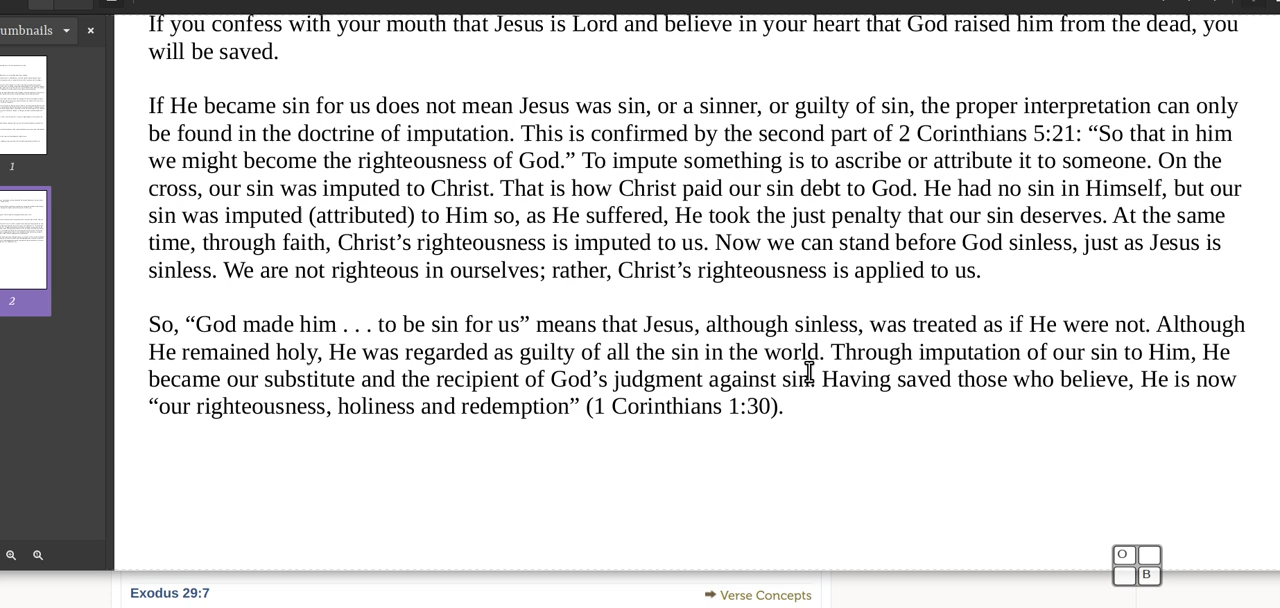 If you confess with your mouth that Jesus is Lord and believe in your heart that God raised him from the dead, you
will be saved.
If He became sin for us does not mean Jesus was sin, or a sinner, or guilty of sin, the proper interpretation can only
be found in the doctrine of imputation. This is confirmed by the second part of 2 Corinthians 5:21: “So that in him
we might become the righteousness of God.” To impute something is to ascribe or attribute it to someone. On the
cross, our sin was imputed to Christ. That is how Christ paid our sin debt to God. He had no sin in Himself, but our
sin was imputed (attributed) to Him so, as He suffered, He took the just penalty that our sin deserves. At the same
time, through faith, Christ’s righteousness is imputed to us. Now we can stand before God sinless, just as Jesus is
sinless. We are not righteous in ourselves; rather, Christ’s righteousness is applied to us.
So, “God made him . . . to be sin for us” means that Jesus, although sinless, was treated as if He were not. Although
He remained holy, He was regarded as guilty of all the sin in the world. Through imputation of our sin to Him, He
became our substitute and the recipient of God’s judgment against sin. Having saved those who believe, He is now
“our righteousness, holiness and redemption” (1 Corinthians 1:30).
umbnails
1
2
O
B
Exodus 29:7
Verse Concepts